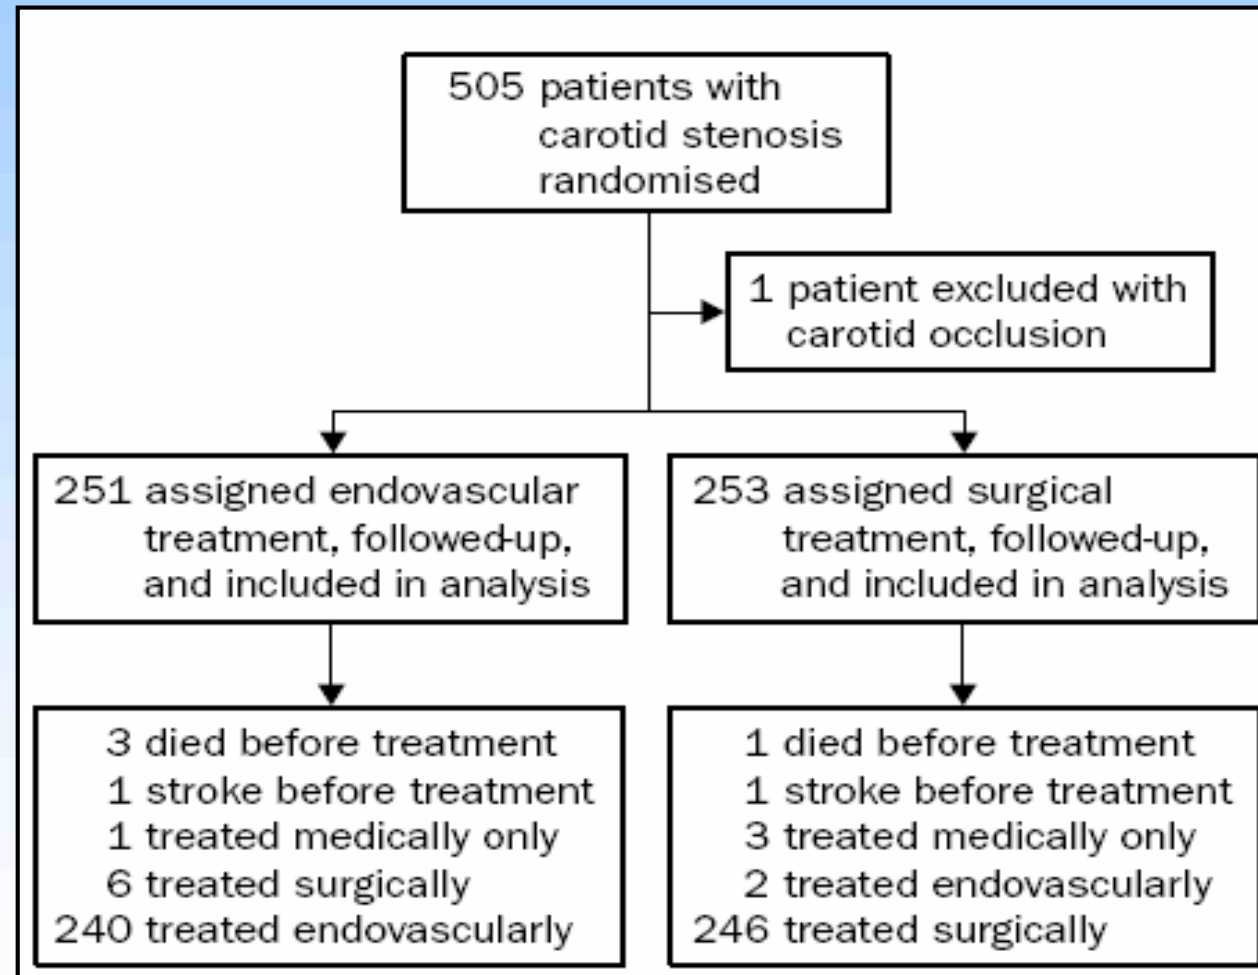 505 patients with
carotid stenosis
randomised
1 patient excluded with
carotid occlusion
251 assigned endovascular
treatment, followed-up,
and included in analysis
253 assigned surgical
treatment, followed-up,
and included in analysis
3 died before treatment
1 stroke before treatment
1 treated medically only
6 treated surgically
240 treated endovascularly
1 died before treatment
1 stroke before treatment
3 treated medically only
2 treated endovascularly
246 treated surgically